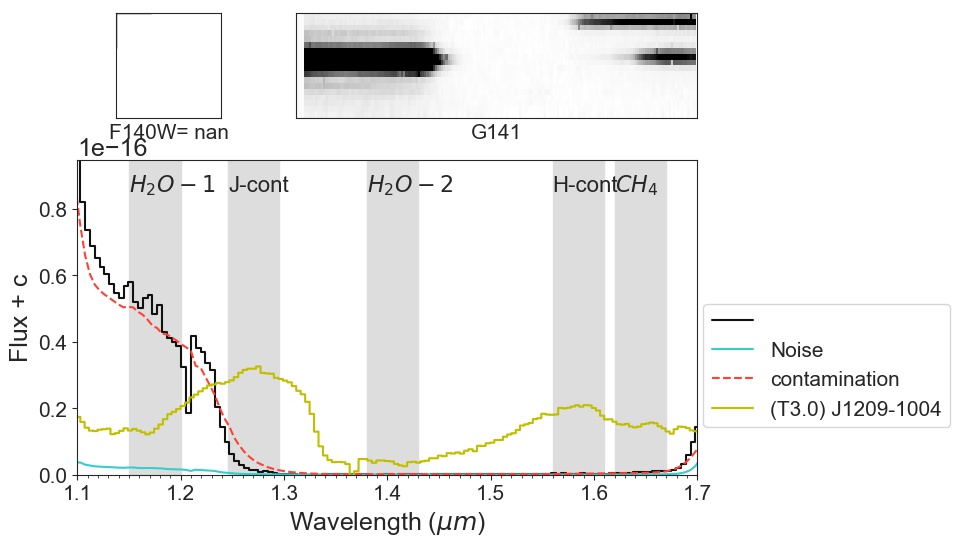 F140W= nan
G141
1e−16
H₂O − 1 J-cont H₂O − 2 H-cont CH₄
0.8
0.6
0.4
0.2
0.0
Flux + c
1.1 1.2 1.3 1.4 1.5 1.6 1.7
Wavelength (μm)
Noise
contamination
(T3.0) J1209-1004